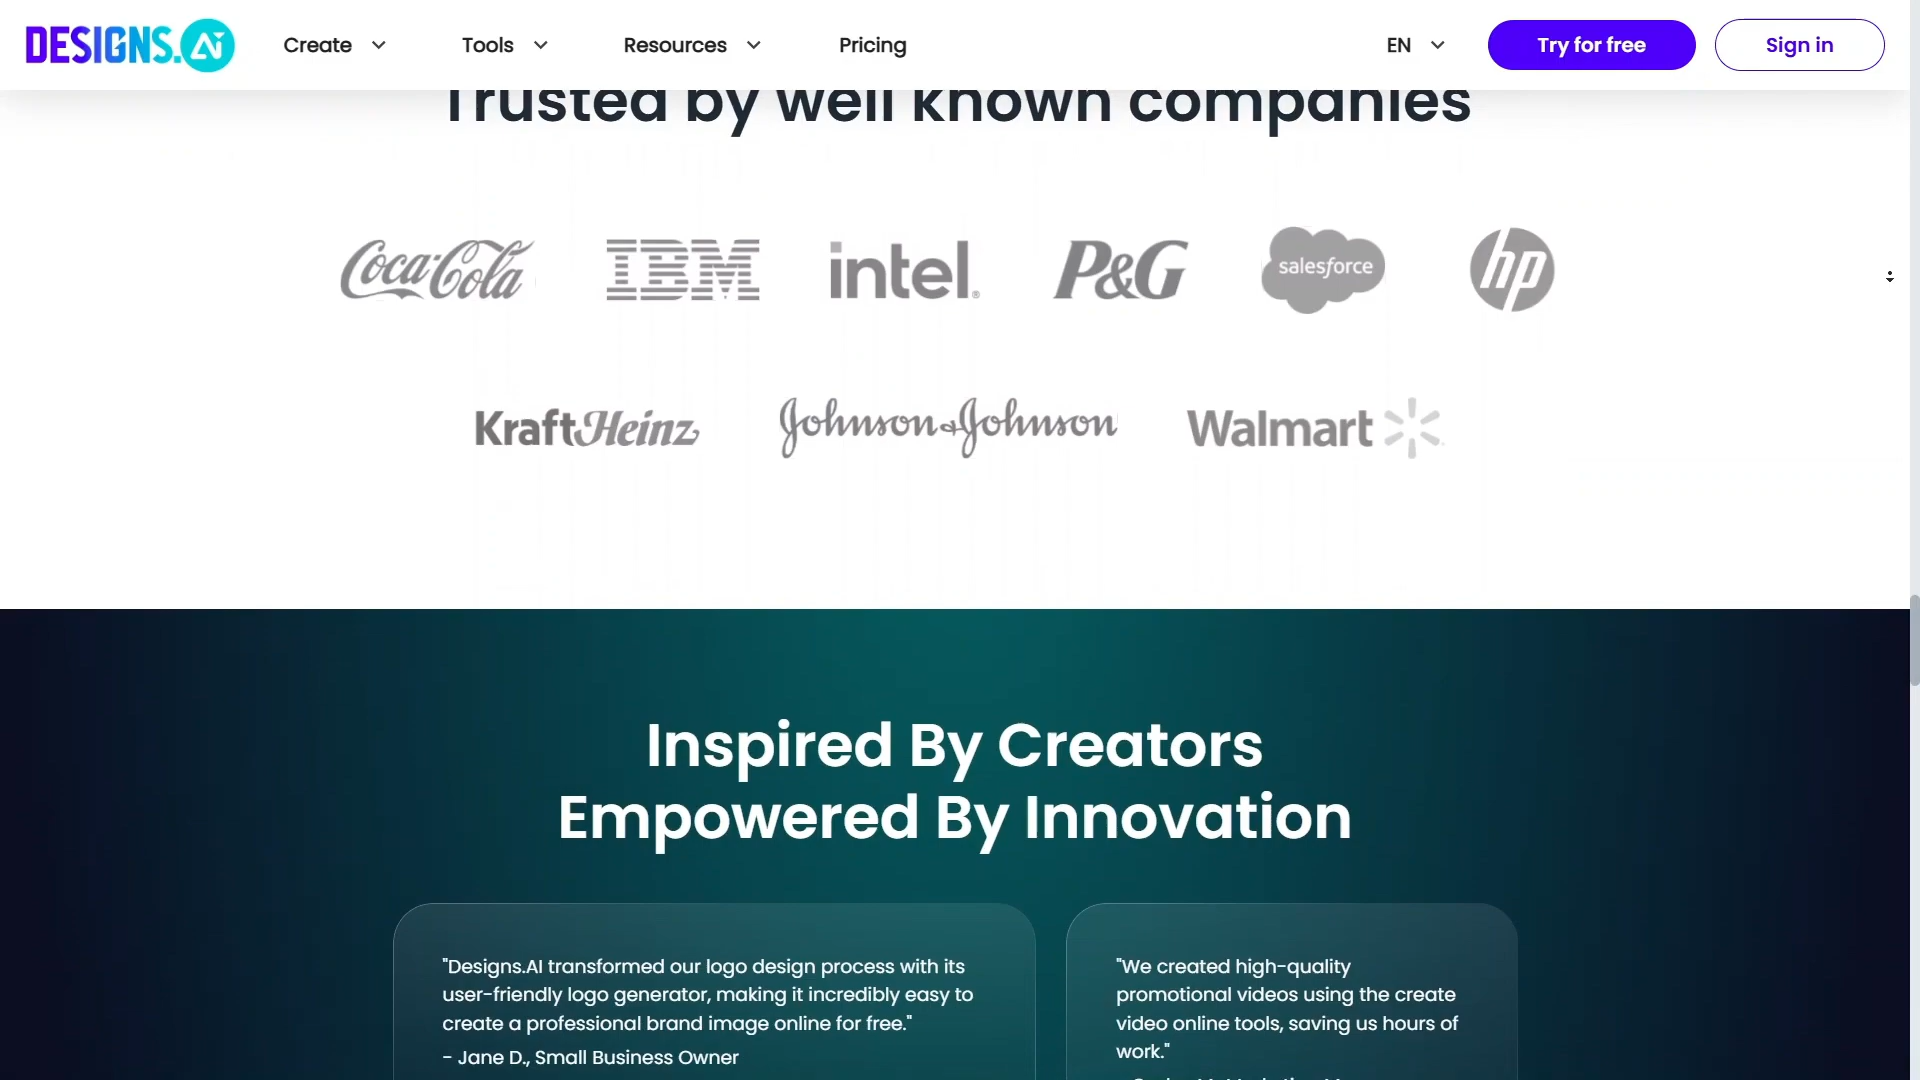 DESIGNS.Ai Create Tools Resources Pricing EN Try for free Sign in
Trusted by well known companies
Coca-Cola IBM intel P&G salesforce hp
KraftHeinz Johnson & Johnson Walmart
Inspired By Creators
Empowered By Innovation
"Designs.AI transformed our logo design process with its
user-friendly logo generator, making it incredibly easy to
create a professional brand image online for free."
- Jane D., Small Business Owner
"We created high-quality
promotional videos using the create
video online tools, saving us hours of
work."